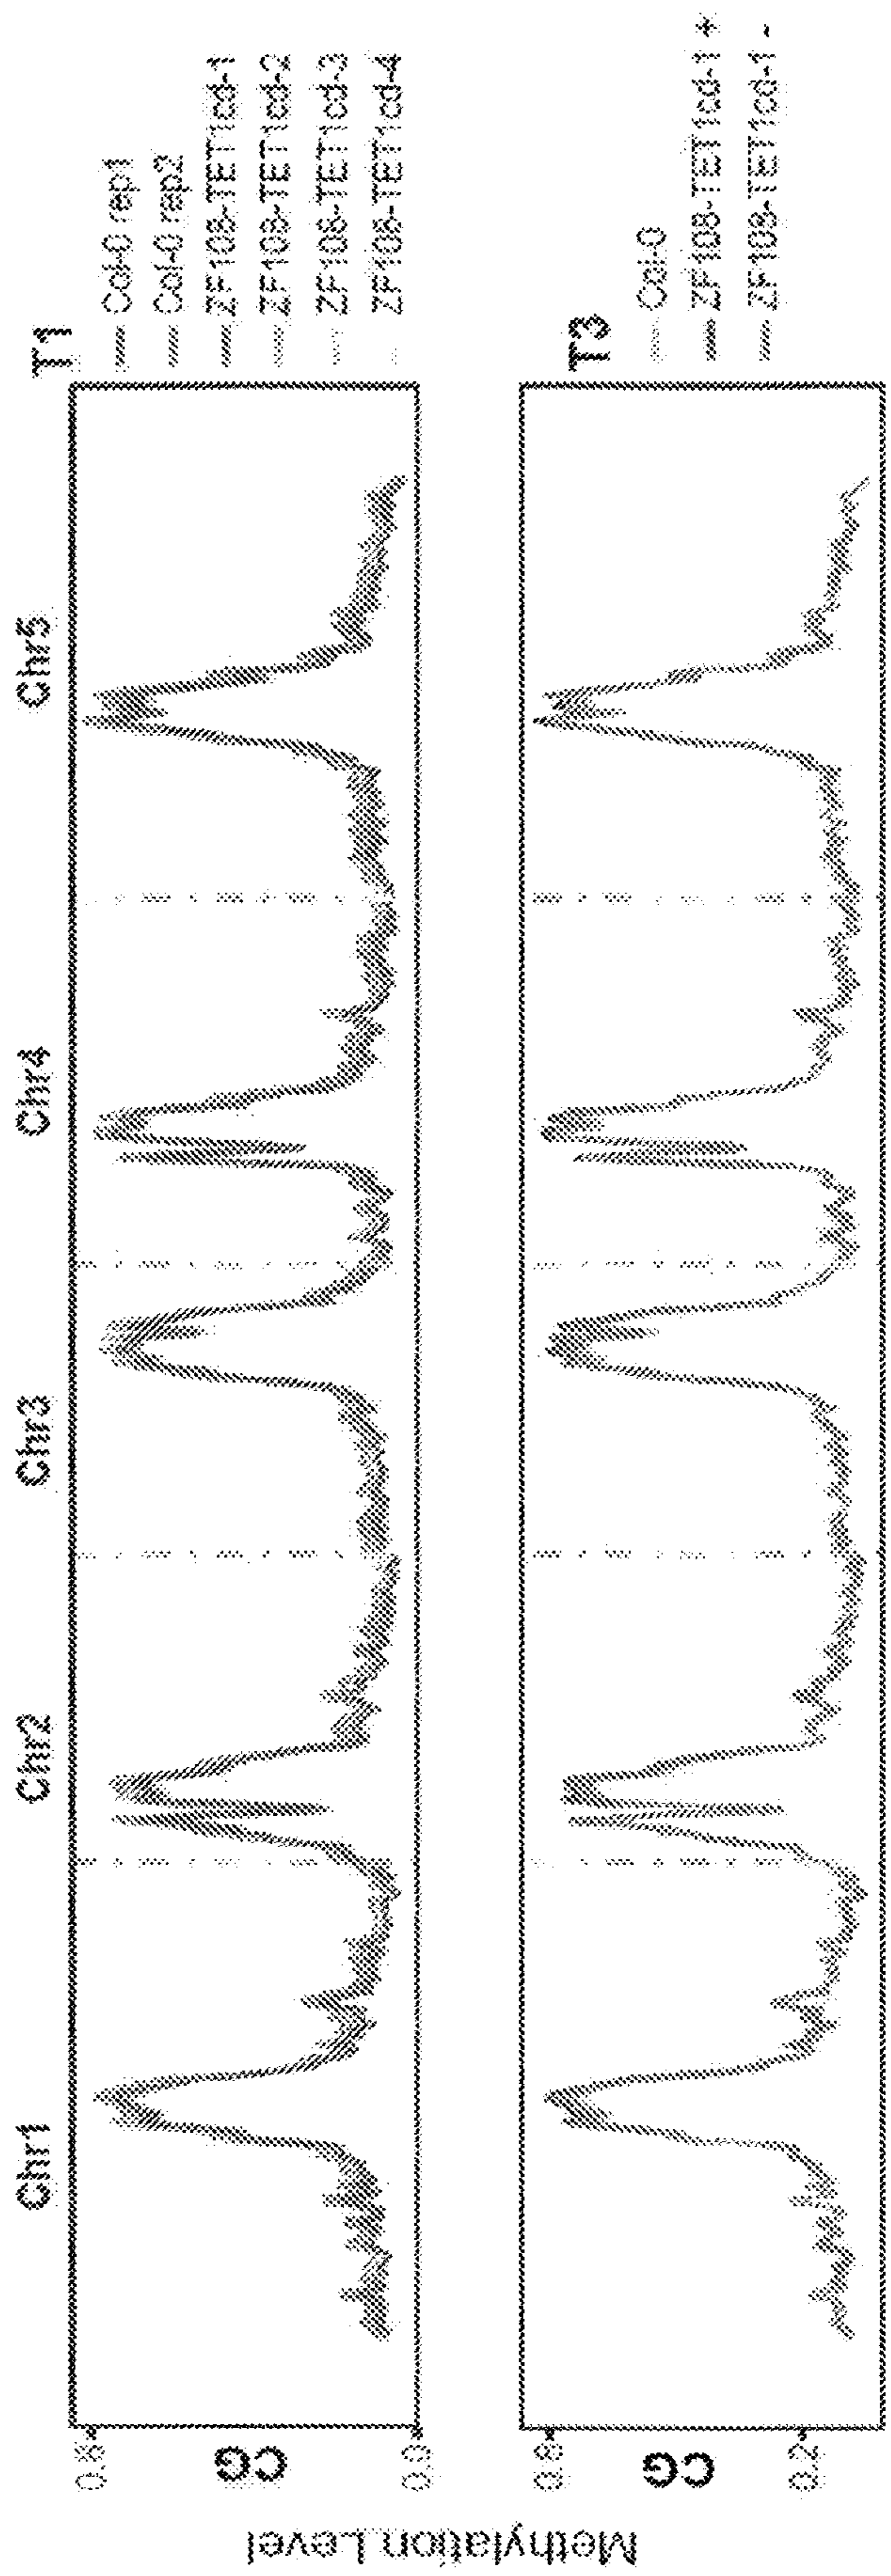 Chr1
Chr2
Chr3
Chr4
Chr5
T1
Col-0 rep1
Col-0 rep2
ZF108-TET1cd-1
ZF108-TET1cd-2
ZF108-TET1cd-3
ZF108-TET1cd-4
0.8
CG
0.0
T3
Col-0
ZF108-TET1cd-1 +
ZF108-TET1cd-1 -
0.8
CG
0.2
Methylation Level